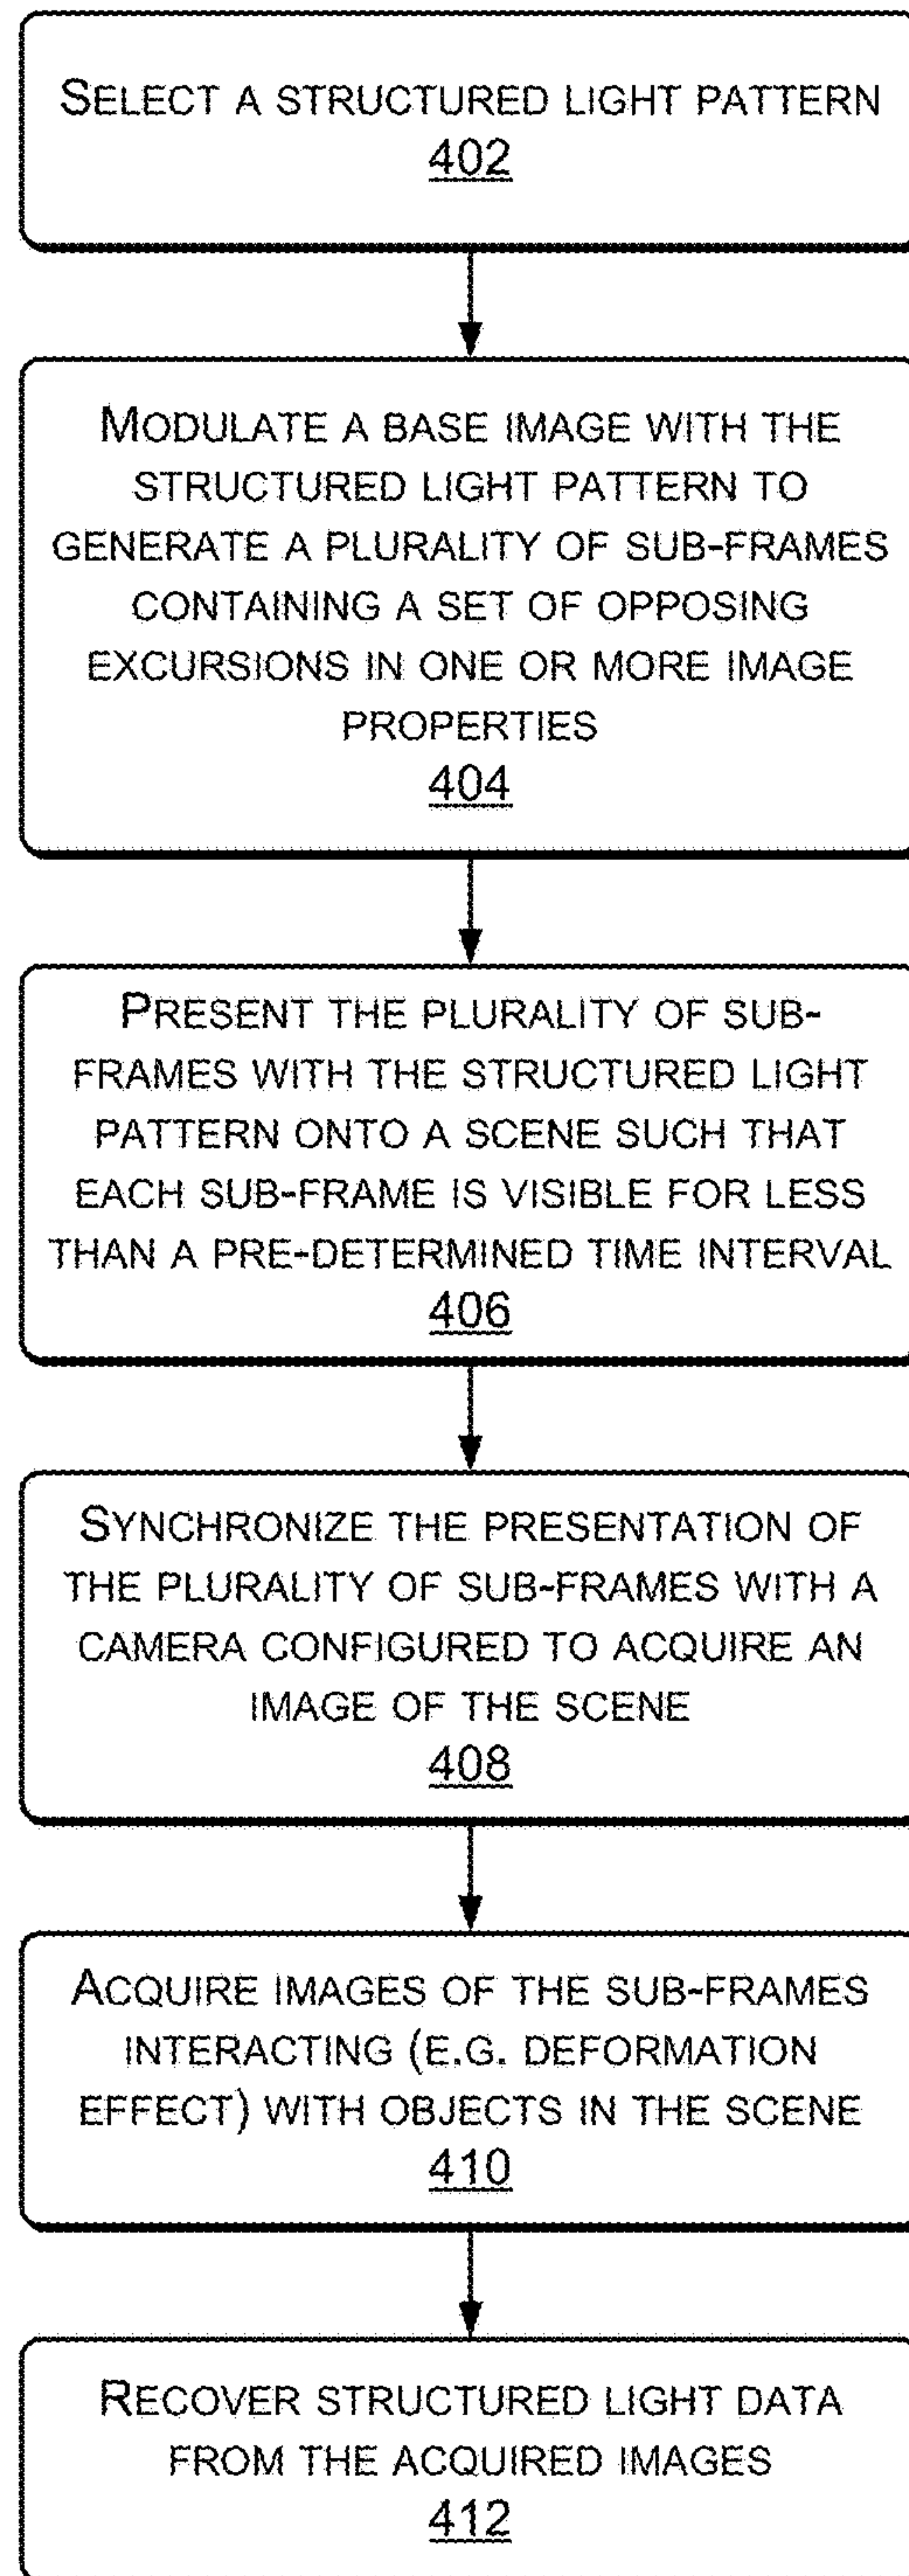 SELECT A STRUCTURED LIGHT PATTERN
402
MODULATE A BASE IMAGE WITH THE
STRUCTURED LIGHT PATTERN TO
GENERATE A PLURALITY OF SUB-FRAMES
CONTAINING A SET OF OPPOSING
EXCURSIONS IN ONE OR MORE IMAGE
PROPERTIES
404
PRESENT THE PLURALITY OF SUB-
FRAMES WITH THE STRUCTURED LIGHT
PATTERN ONTO A SCENE SUCH THAT
EACH SUB-FRAME IS VISIBLE FOR LESS
THAN A PRE-DETERMINED TIME INTERVAL
406
SYNCHRONIZE THE PRESENTATION OF
THE PLURALITY OF SUB-FRAMES WITH A
CAMERA CONFIGURED TO ACQUIRE AN
IMAGE OF THE SCENE
408
ACQUIRE IMAGES OF THE SUB-FRAMES
INTERACTING (E.G. DEFORMATION
EFFECT) WITH OBJECTS IN THE SCENE
410
RECOVER STRUCTURED LIGHT DATA
FROM THE ACQUIRED IMAGES
412